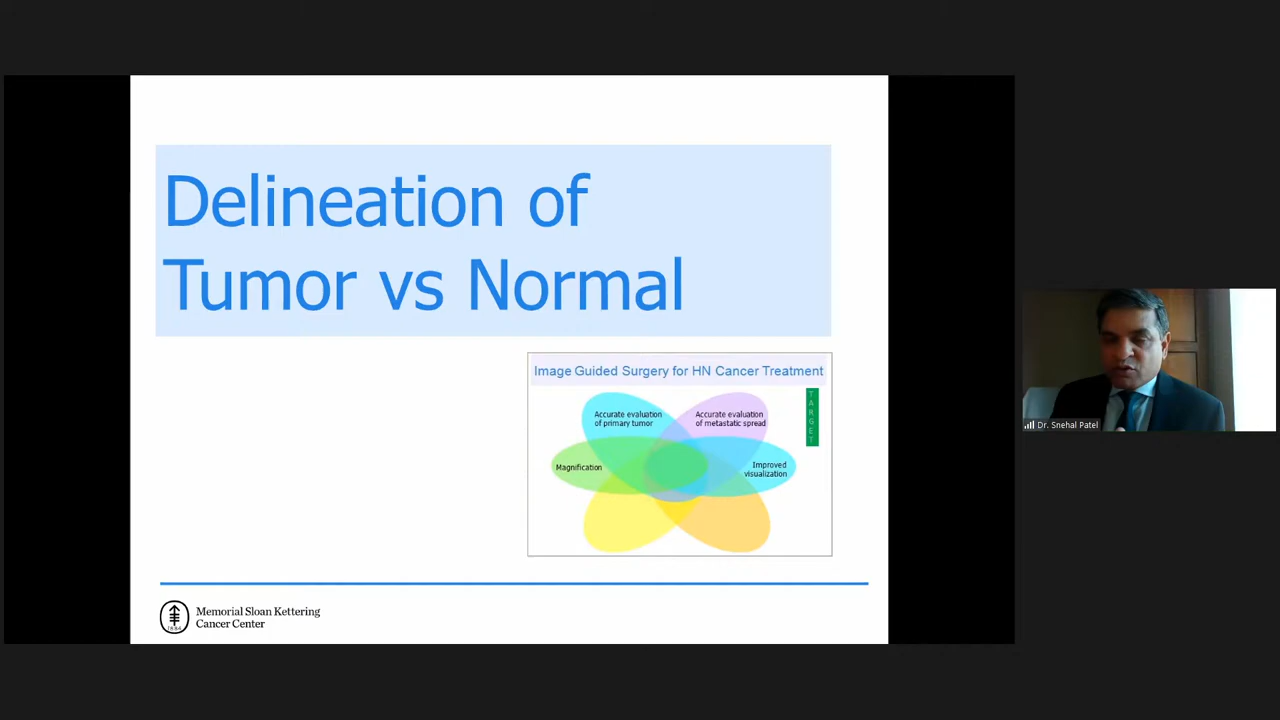 Delineation of
Tumor vs Normal
Image Guided Surgery for HN Cancer Treatment
Accurate evaluation
of primary tumor
Accurate evaluation
of metastatic spread
TARGET
Magnification
Improved
visualization
Memorial Sloan Kettering
Cancer Center
Dr. Snehal Patel